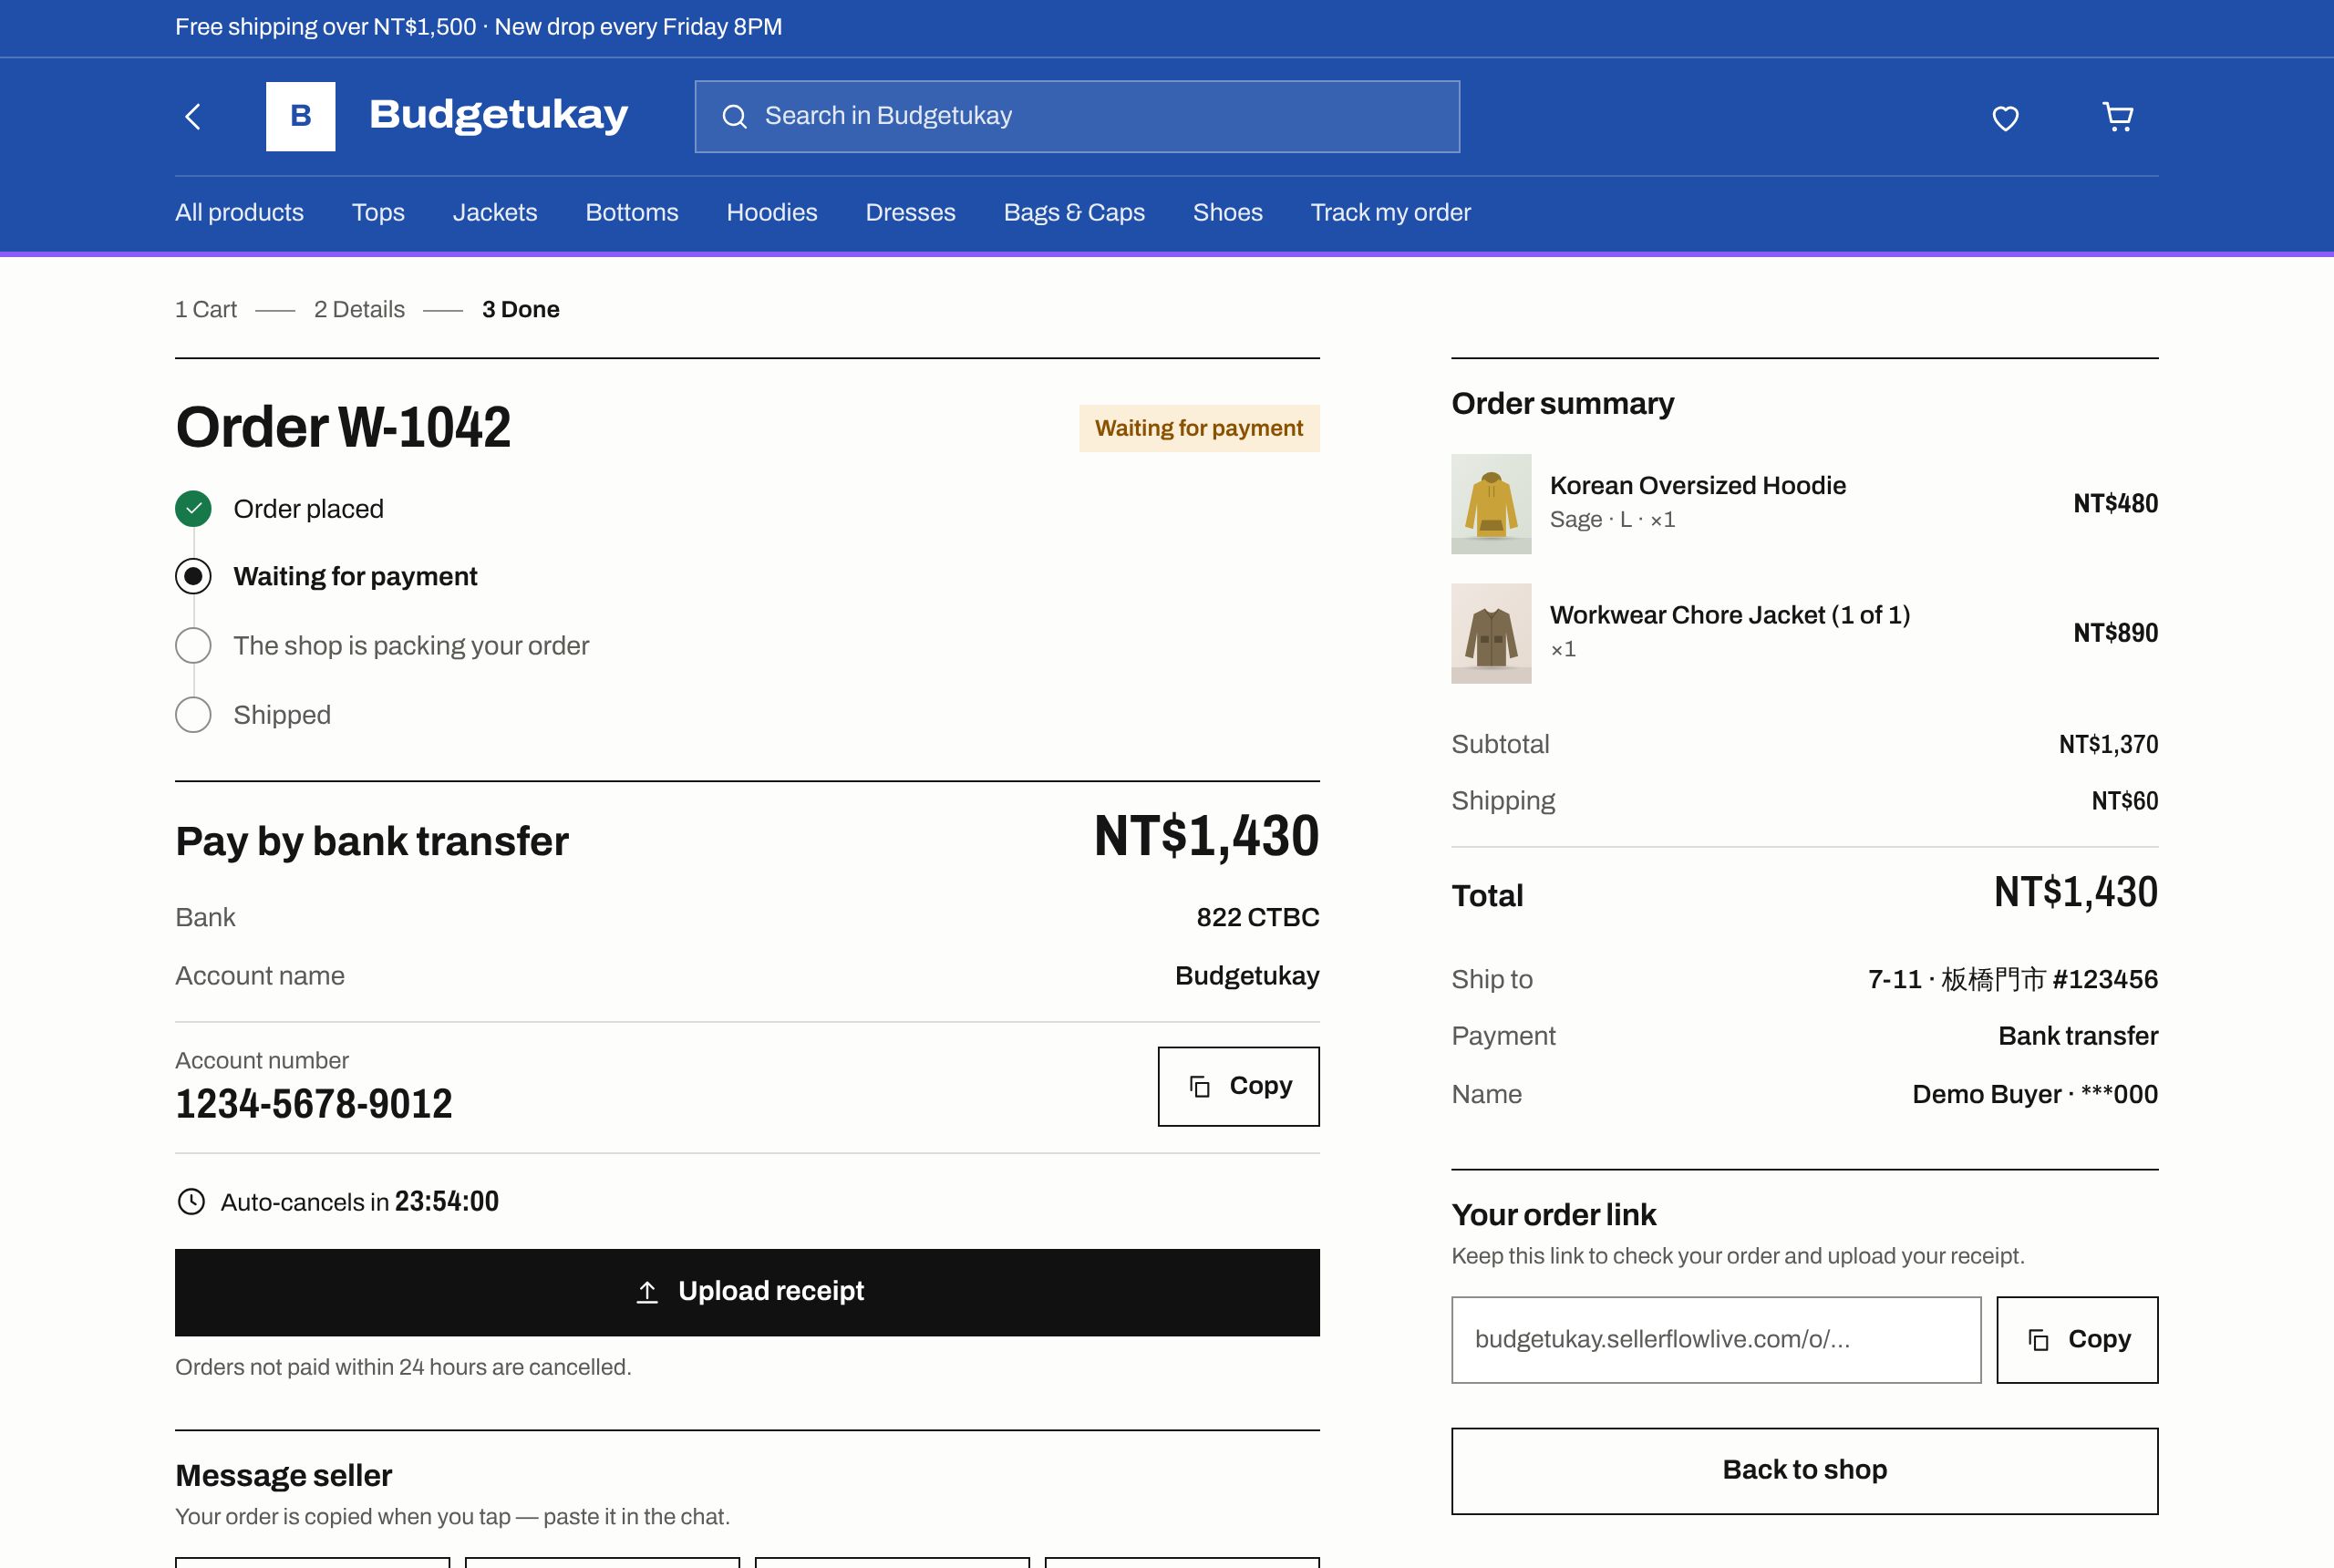 Free shipping over NT$1,500 · New drop every Friday 8PM
B
Budgetukay
Search in Budgetukay
All products Tops Jackets Bottoms Hoodies Dresses Bags & Caps Shoes Track my order
1 Cart — 2 Details — 3 Done
Order W-1042
Waiting for payment
Order placed
Waiting for payment
The shop is packing your order
Shipped
Pay by bank transfer NT$1,430
Bank 822 CTBC
Account name Budgetukay
Account number
1234-5678-9012
Copy
Auto-cancels in 23:54:00
Upload receipt
Orders not paid within 24 hours are cancelled.
Message seller
Your order is copied when you tap — paste it in the chat.
Order summary
Korean Oversized Hoodie
Sage · L · ×1
NT$480
Workwear Chore Jacket (1 of 1)
×1
NT$890
Subtotal NT$1,370
Shipping NT$60
Total NT$1,430
Ship to 7-11 · 板橋門市 #123456
Payment Bank transfer
Name Demo Buyer · ***000
Your order link
Keep this link to check your order and upload your receipt.
budgetukay.sellerflowlive.com/o/...
Copy
Back to shop